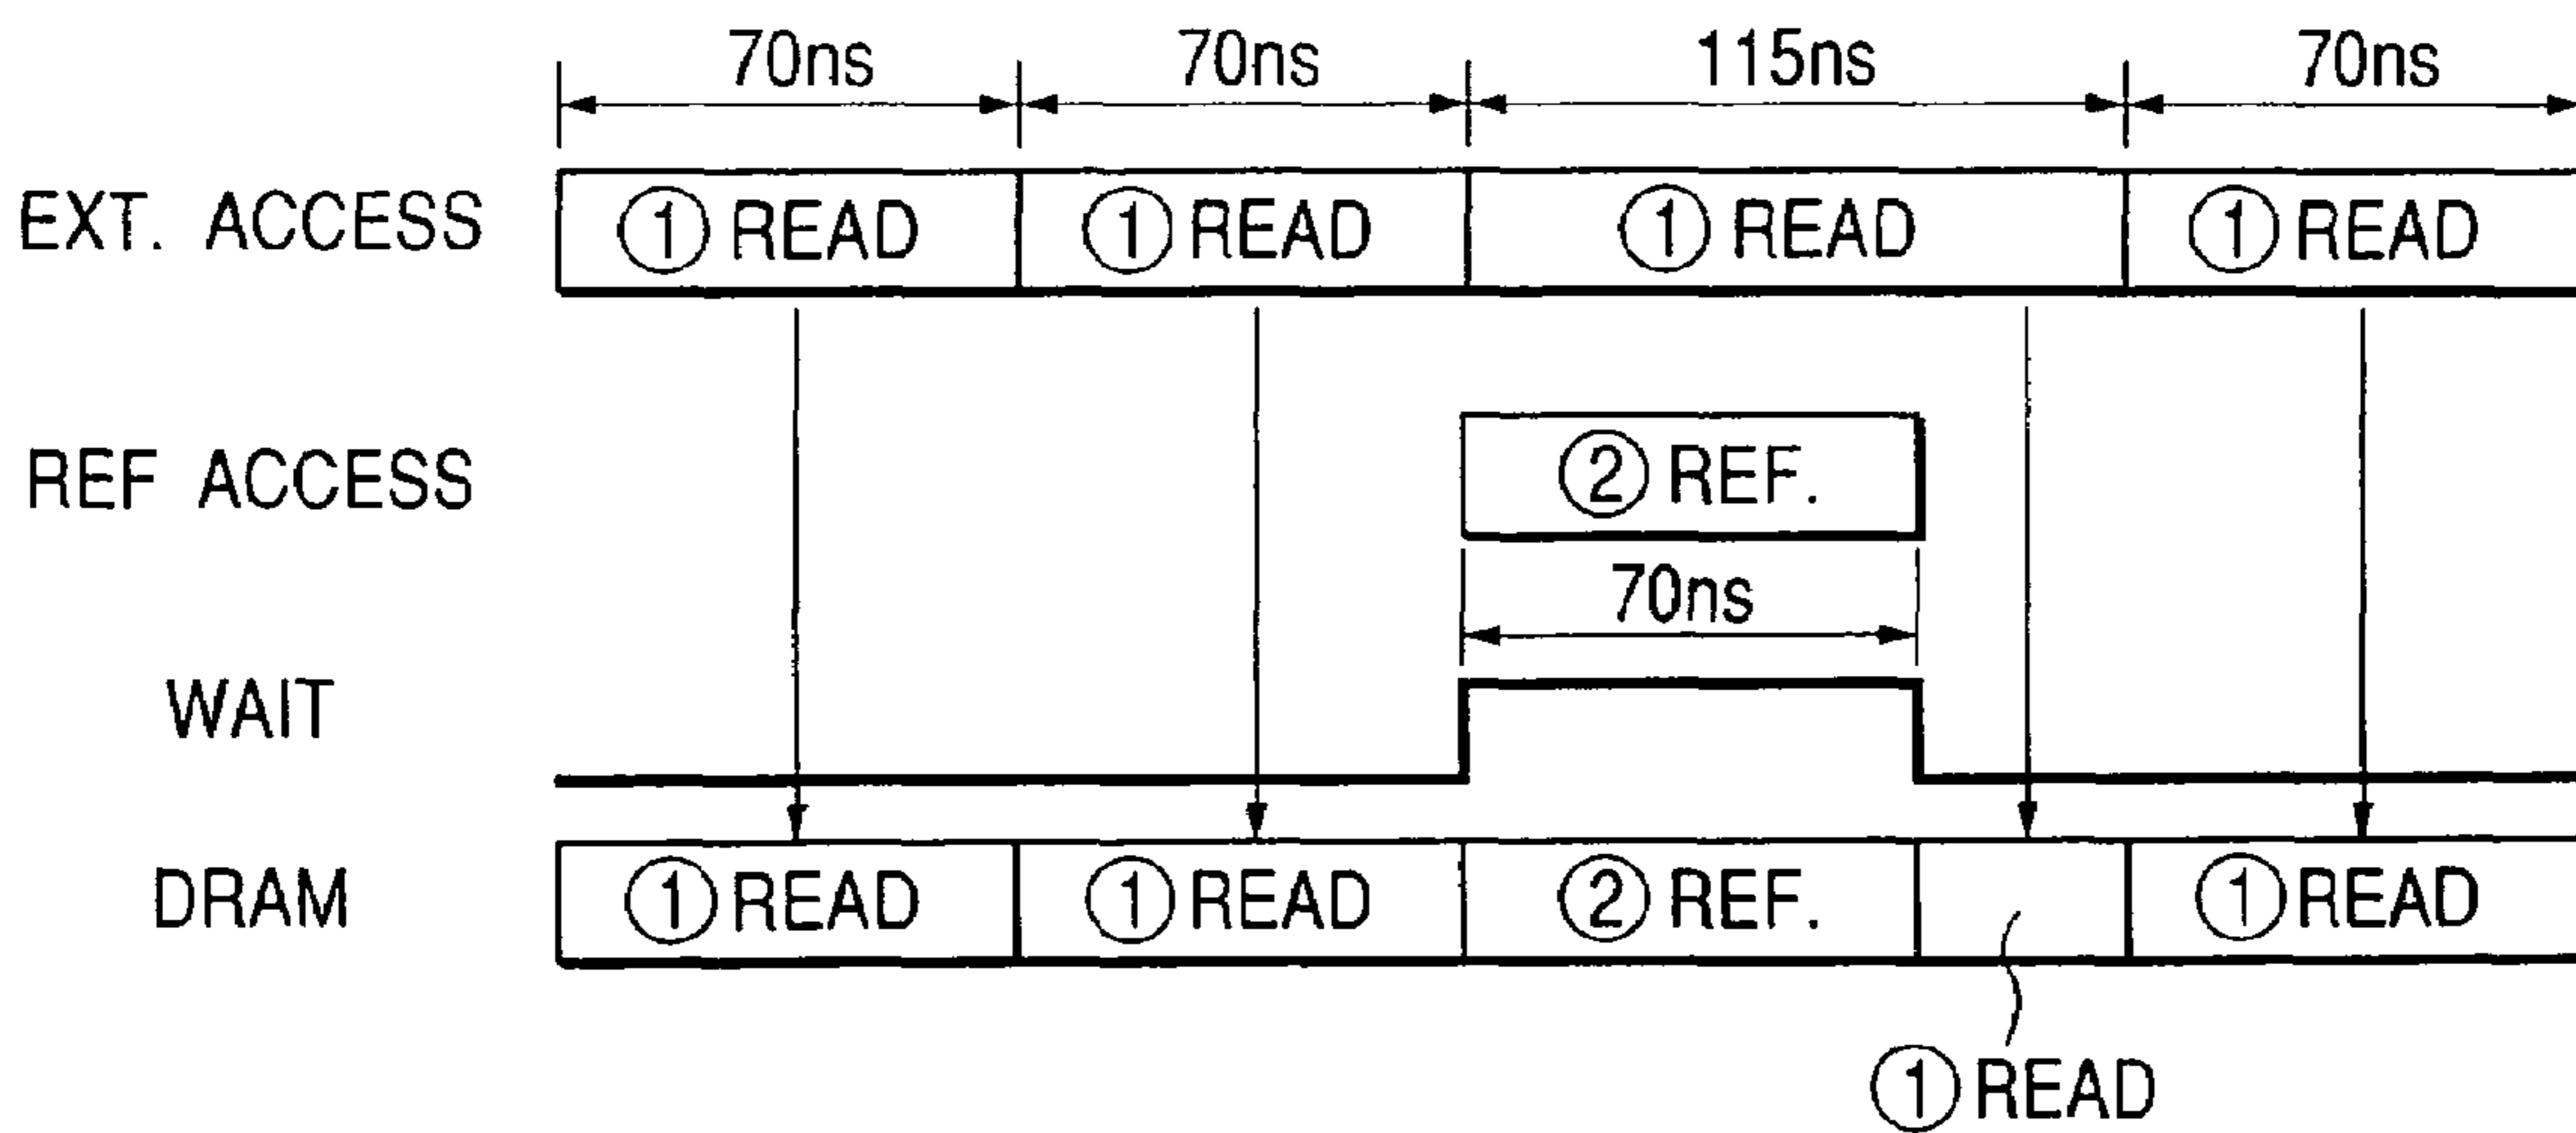 70ns 70ns 115ns 70ns
EXT. ACCESS ① READ ① READ ① READ ① READ
REF ACCESS ② REF.
70ns
WAIT
DRAM ① READ ① READ ② REF. ① READ
① READ